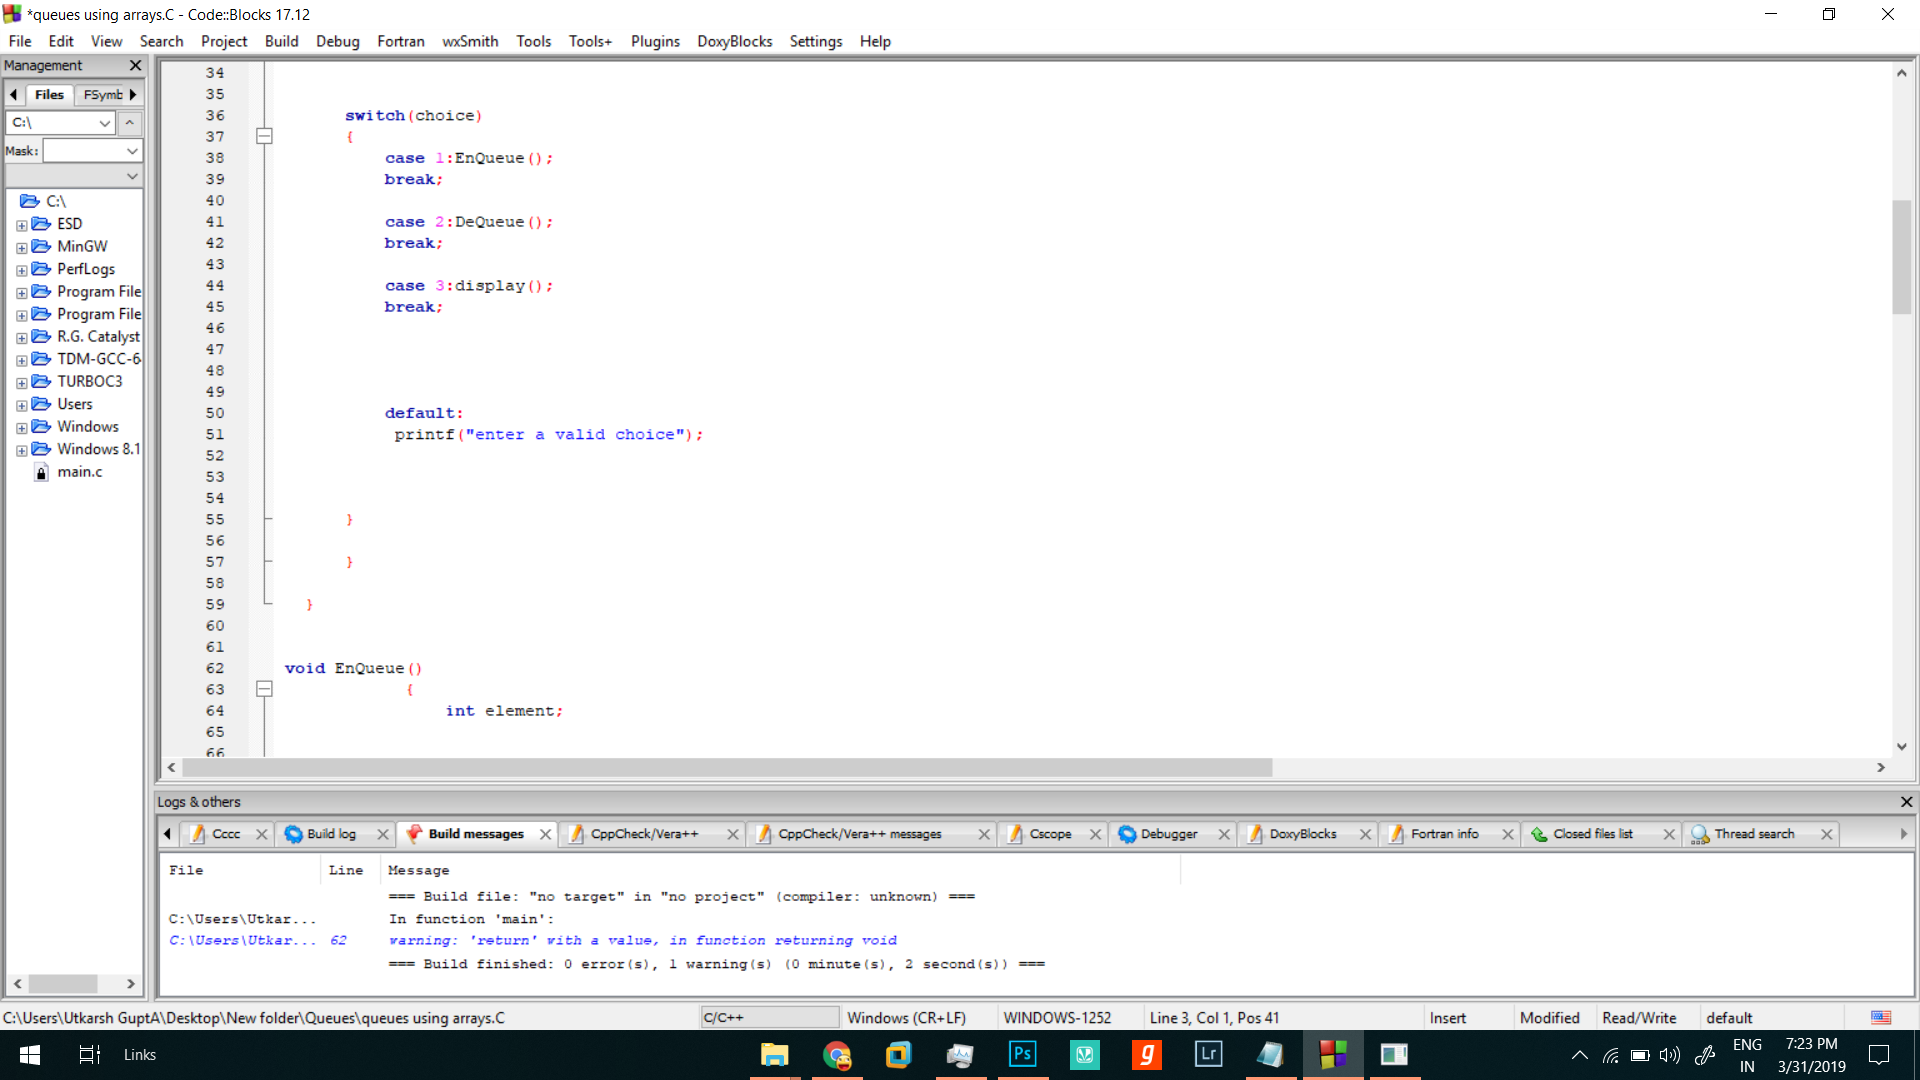 *queues using arrays.C - Code::Blocks 17.12
File Edit View Search Project Build Debug Fortran wxSmith Tools Tools+ Plugins DoxyBlocks Settings Help
Management
Files FSymb
C:\
Mask:
C:\
ESD
MinGW
PerfLogs
Program File
Program File
R.G. Catalyst
TDM-GCC-6
TURBOC3
Users
Windows
Windows 8.1
main.c
34
35
36 switch(choice)
37 {
38 case 1:EnQueue();
39 break;
40
41 case 2:DeQueue();
42 break;
43
44 case 3:display();
45 break;
46
47
48
49
50 default:
51 printf("enter a valid choice");
52
53
54
55 }
56
57 }
58
59 }
60
61
62 void EnQueue()
63 {
64 int element;
65
66
Logs & others
Cccc Build log Build messages CppCheck/Vera++ CppCheck/Vera++ messages Cscope Debugger DoxyBlocks Fortran info Closed files list Thread search
File Line Message
=== Build file: "no target" in "no project" (compiler: unknown) ===
C:\Users\Utkar... In function 'main':
C:\Users\Utkar... 62 warning: 'return' with a value, in function returning void
=== Build finished: 0 error(s), 1 warning(s) (0 minute(s), 2 second(s)) ===
C:\Users\Utkarsh GuptA\Desktop\New folder\Queues\queues using arrays.C C/C++ Windows (CR+LF) WINDOWS-1252 Line 3, Col 1, Pos 41 Insert Modified Read/Write default
Links Ps g Lr ENG 7:23 PM
IN 3/31/2019